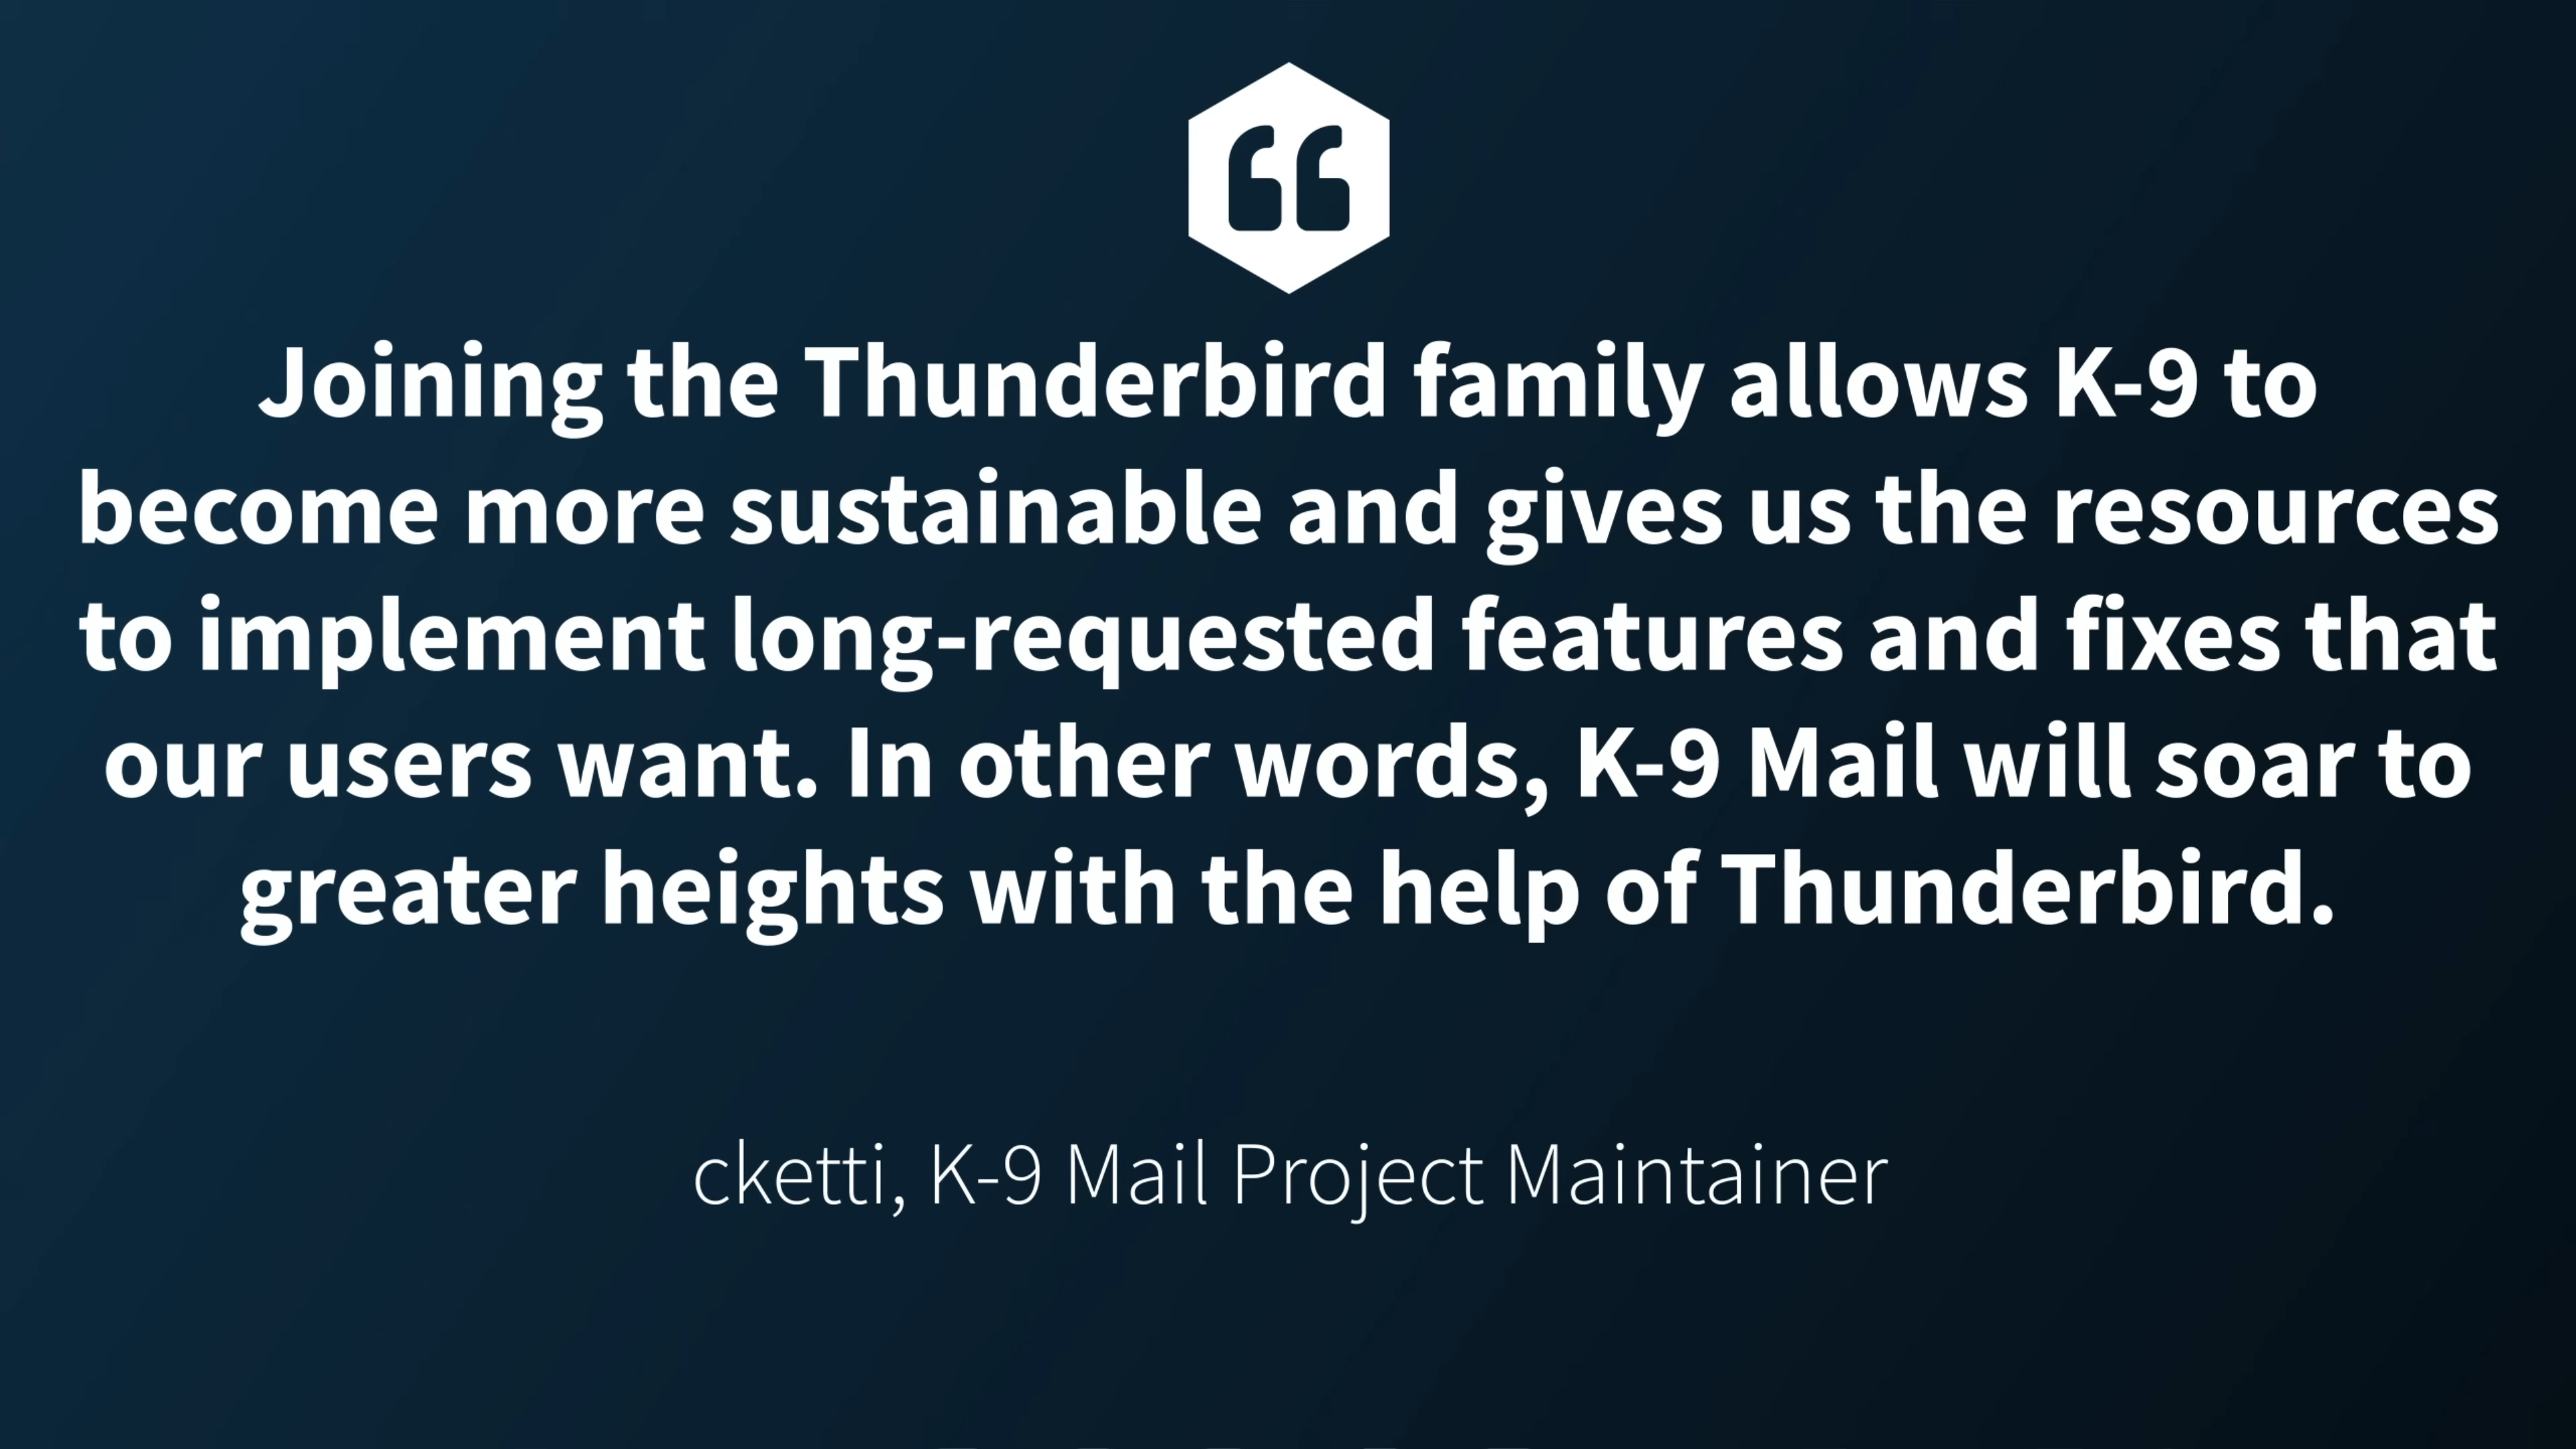 “
Joining the Thunderbird family allows K-9 to
become more sustainable and gives us the resources
to implement long-requested features and fixes that
our users want. In other words, K-9 Mail will soar to
greater heights with the help of Thunderbird.
cketti, K-9 Mail Project Maintainer